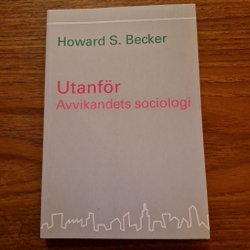 Howard S. Becker
Utanför
Avvikandets sociologi